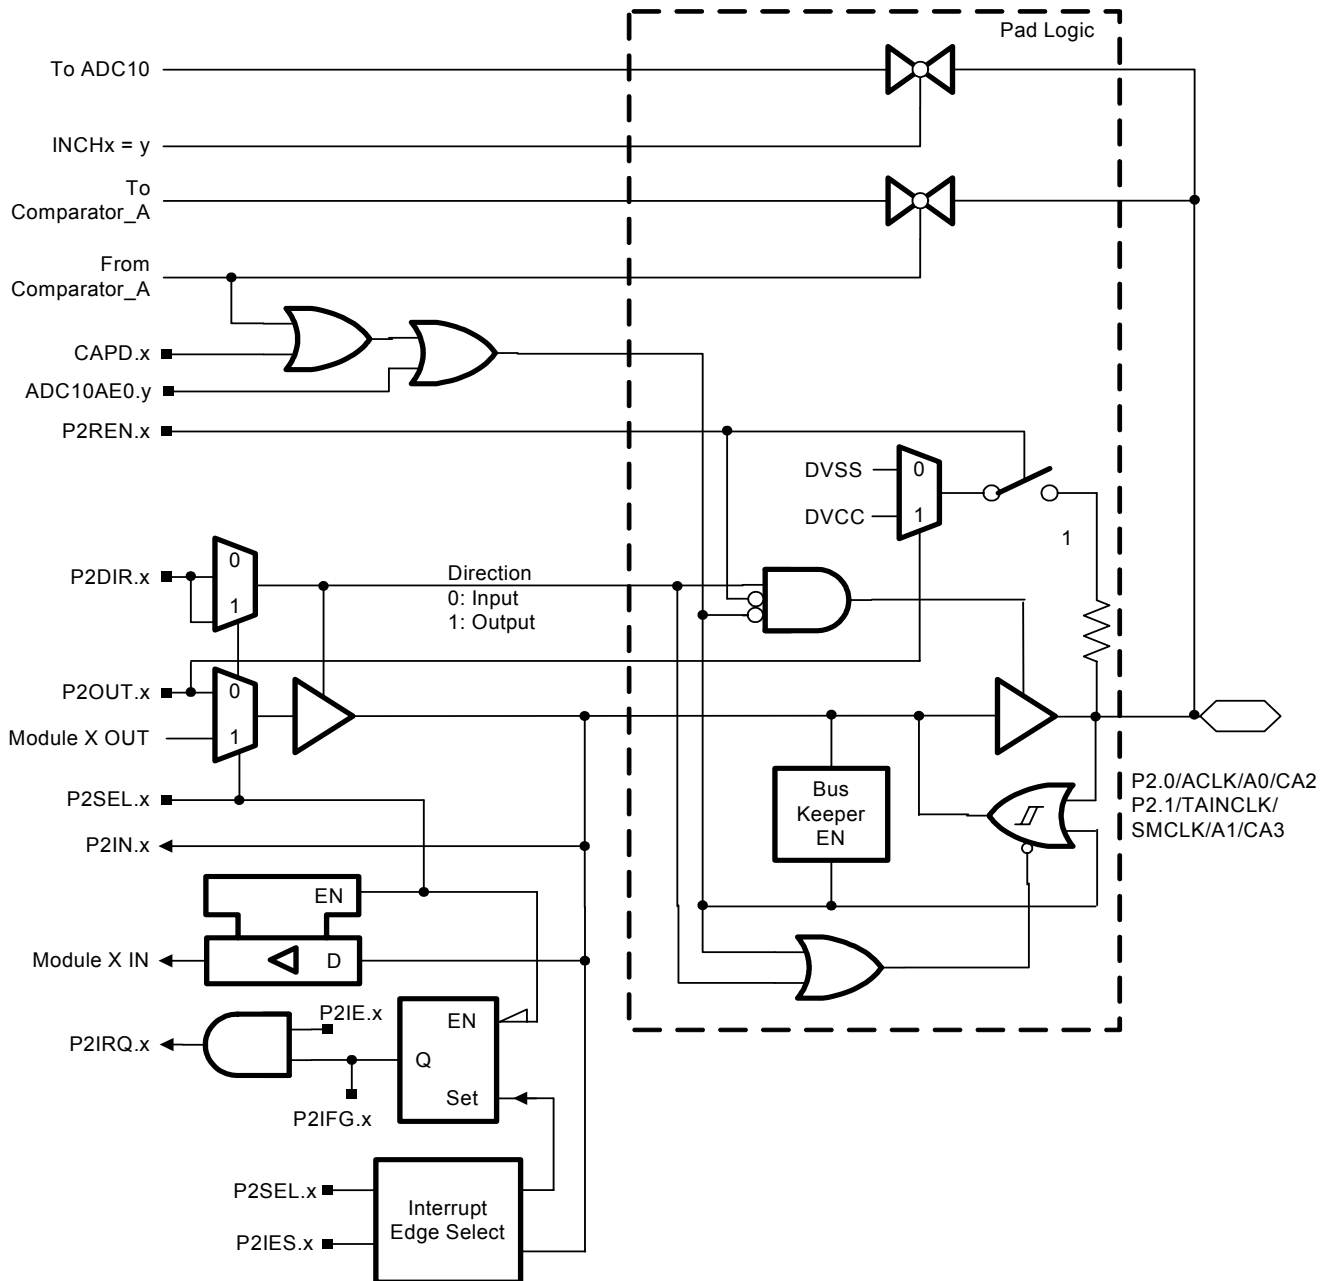 Pad Logic
To ADC10
INCHx = y
To
Comparator_A
From
Comparator_A
CAPD.x
ADC10AE0.y
P2REN.x
DVSS
0
DVCC
1
1
P2DIR.x
0
1
Direction
0: Input
1: Output
P2OUT.x
0
Module X OUT
1
P2SEL.x
Bus
Keeper
EN
P2.0/ACLK/A0/CA2
P2.1/TAINCLK/
SMCLK/A1/CA3
P2IN.x
EN
Module X IN
D
P2IE.x
EN
P2IRQ.x
Q
Set
P2IFG.x
P2SEL.x
Interrupt
Edge Select
P2IES.x